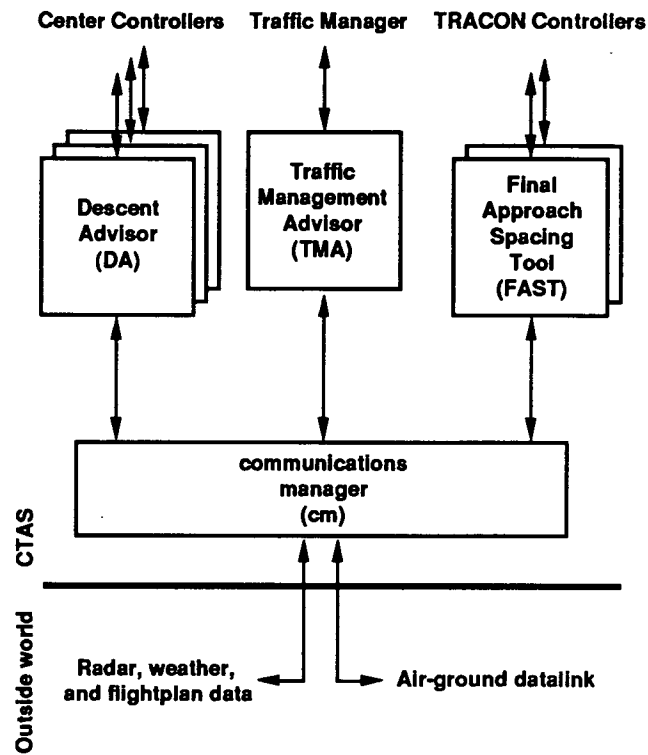 Center Controllers
Traffic Manager
TRACON Controllers
Descent
Advisor
(DA)
Traffic
Management
Advisor
(TMA)
Final
Approach
Spacing
Tool
(FAST)
communications
manager
(cm)
CTAS
Outside world
Radar, weather,
and flightplan data
Air-ground datalink